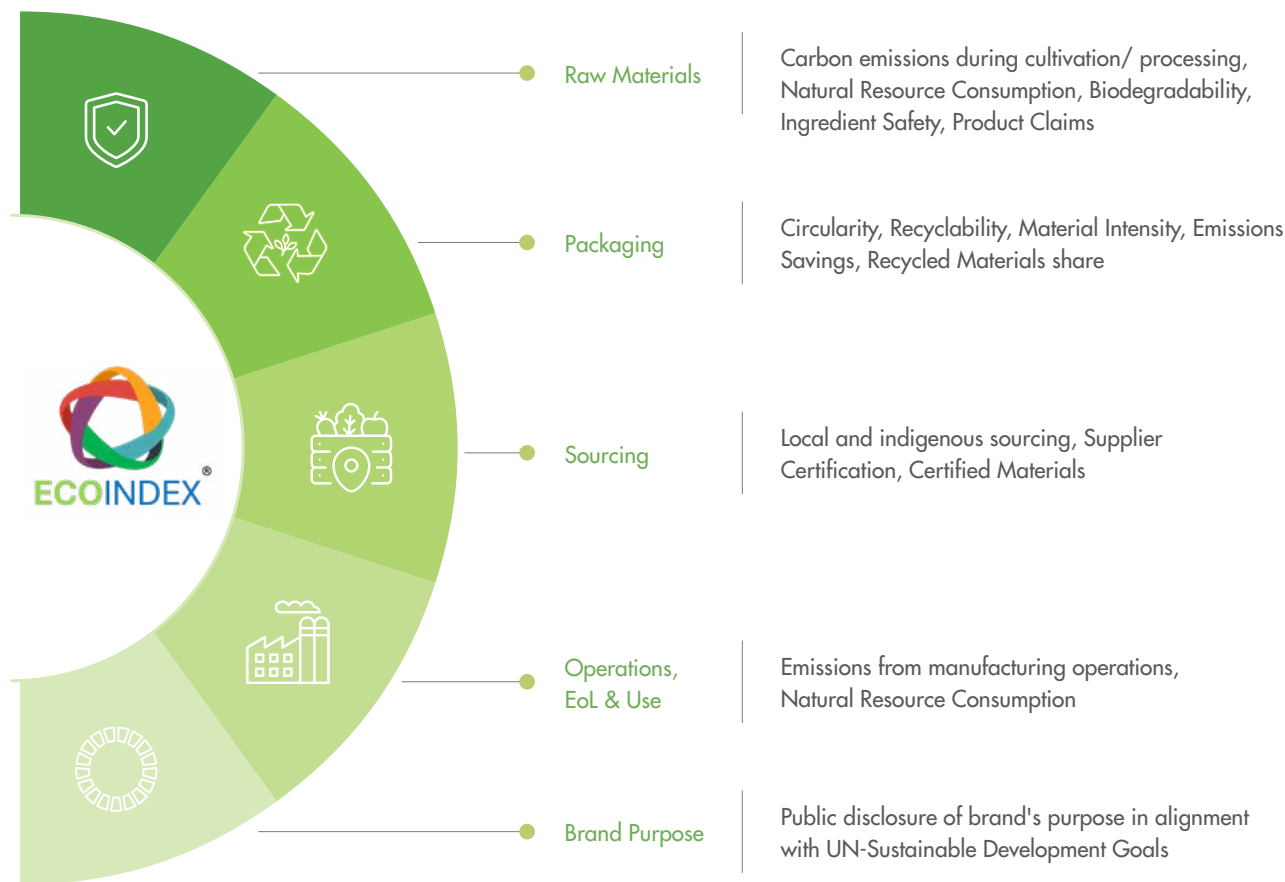 Raw Materials
Carbon emissions during cultivation/ processing,
Natural Resource Consumption, Biodegradability,
Ingredient Safety, Product Claims
Packaging
Circularity, Recyclability, Material Intensity, Emissions
Savings, Recycled Materials share
ECOINDEX®
Sourcing
Local and indigenous sourcing, Supplier
Certification, Certified Materials
Operations,
EoL & Use
Emissions from manufacturing operations,
Natural Resource Consumption
Brand Purpose
Public disclosure of brand's purpose in alignment
with UN-Sustainable Development Goals